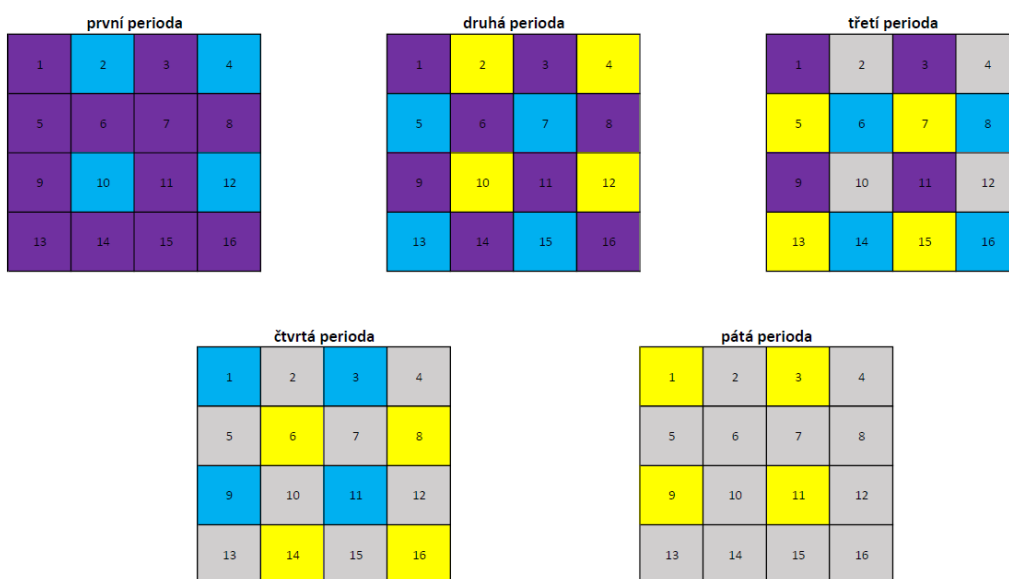 první perioda
1 2 3 4
5 6 7 8
9 10 11 12
13 14 15 16
druhá perioda
1 2 3 4
5 6 7 8
9 10 11 12
13 14 15 16
třetí perioda
1 2 3 4
5 6 7 8
9 10 11 12
13 14 15 16
čtvrtá perioda
1 2 3 4
5 6 7 8
9 10 11 12
13 14 15 16
pátá perioda
1 2 3 4
5 6 7 8
9 10 11 12
13 14 15 16